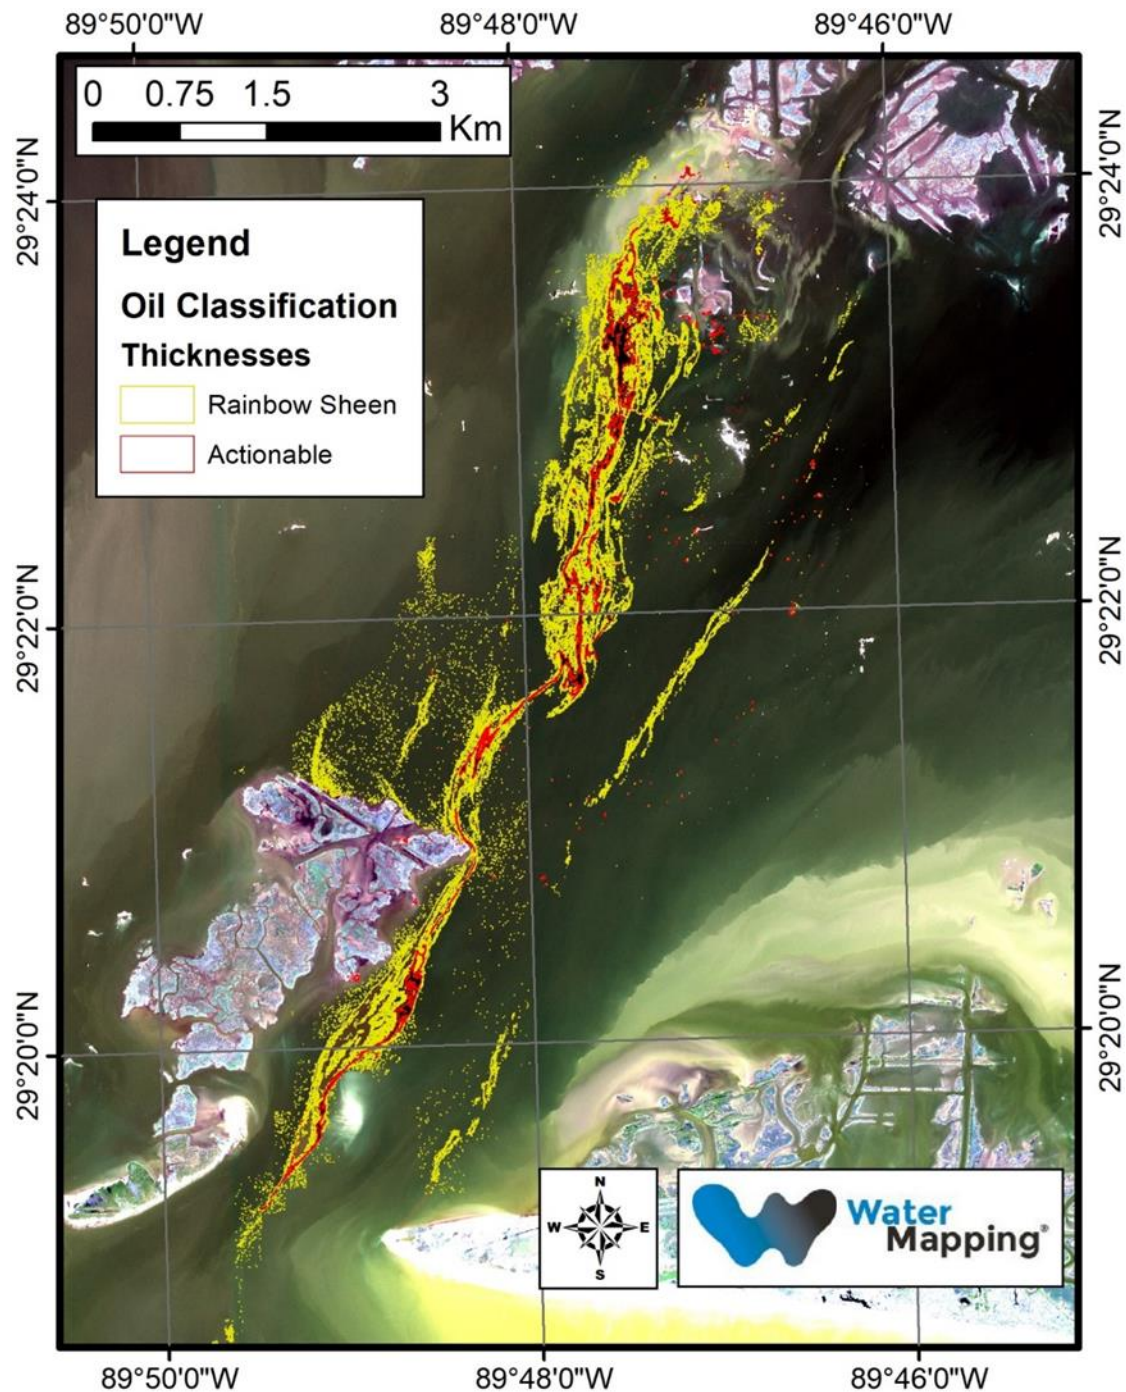 89°50'0"W 89°48'0"W 89°46'0"W
0 0.75 1.5 3
Km
29°24'0"N
29°24'0"N
Legend
Oil Classification
Thicknesses
Rainbow Sheen
Actionable
29°22'0"N
29°22'0"N
29°20'0"N
29°20'0"N
N
W E
S
Water
Mapping®
89°50'0"W 89°48'0"W 89°46'0"W